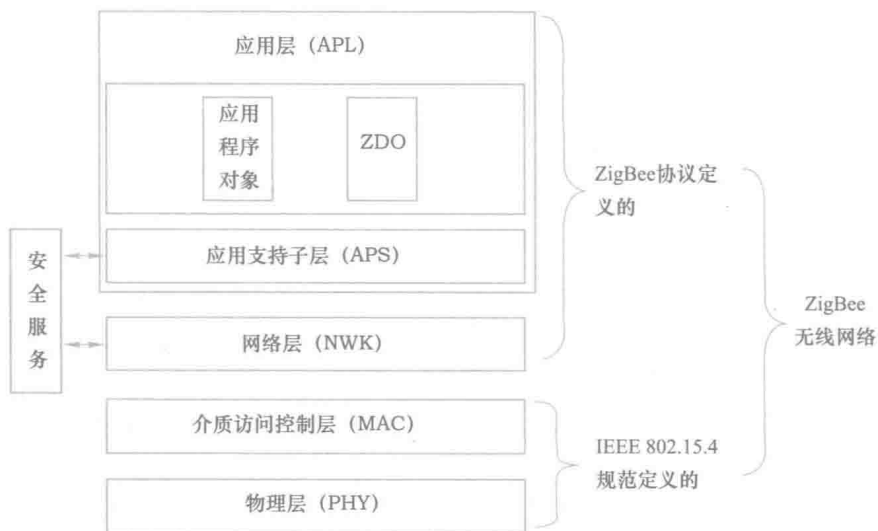 应用层（APL）
应用
程序
对象
ZDO
ZigBee协议定
义的
应用支持子层（APS）
安
全
服
务
网络层（NWK）
ZigBee
无线网络
介质访问控制层（MAC）
IEEE 802.15.4
规范定义的
物理层（PHY）